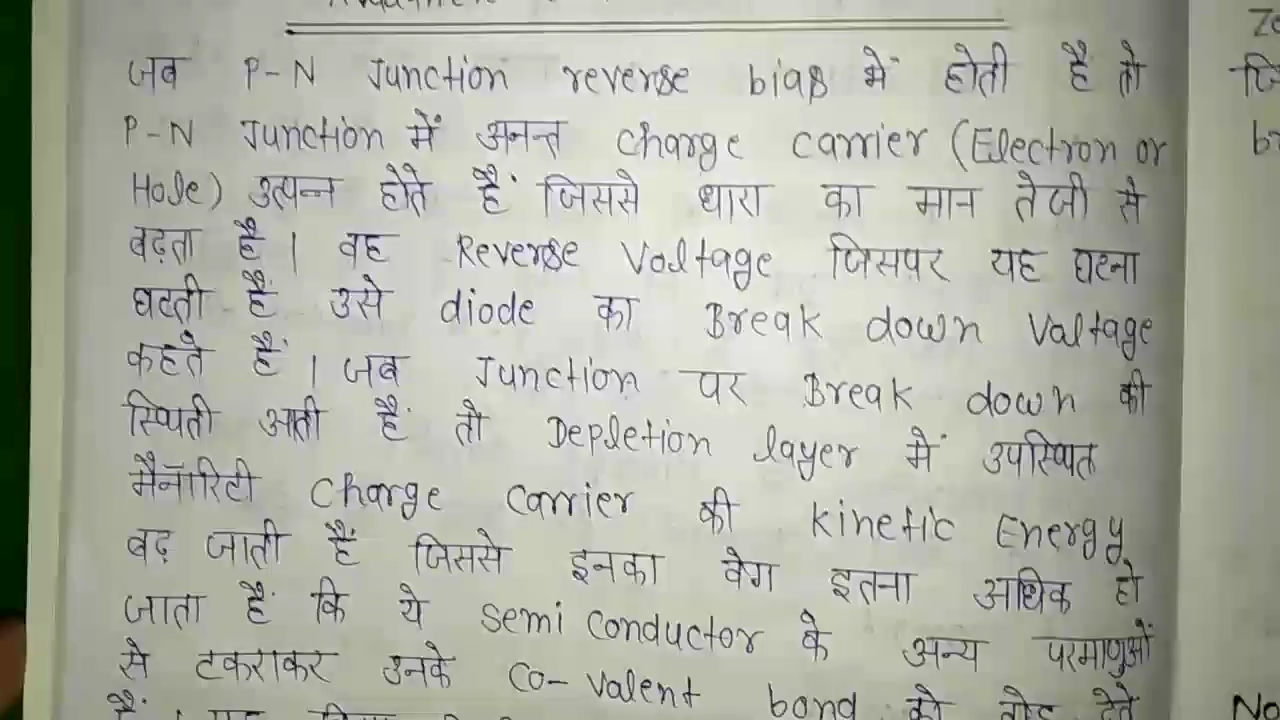 जब P-N Junction reverse bias में होती है तो
P-N Junction में अनन्त charge carrier (Electron or
Hole) उत्पन्न होते हैं जिससे धारा का मान तेजी से
बढ़ता है । वह Reverse Voltage जिसपर यह घटना
घटती हैं उसे diode का Break down Valtage
कहते हैं । जब Junction पर Break down की
स्थिती आती हैं तो Depletion layer में उपस्थित
मैनॉरिटी charge carrier की kinetic Energy
बढ़ जाती हैं जिससे इनका वेग इतना अधिक हो
जाता हैं कि ये semi conductor के अन्य परमाणुओं
से टकराकर उनके co-valent bond को तोड़ देते
हैं ।
No